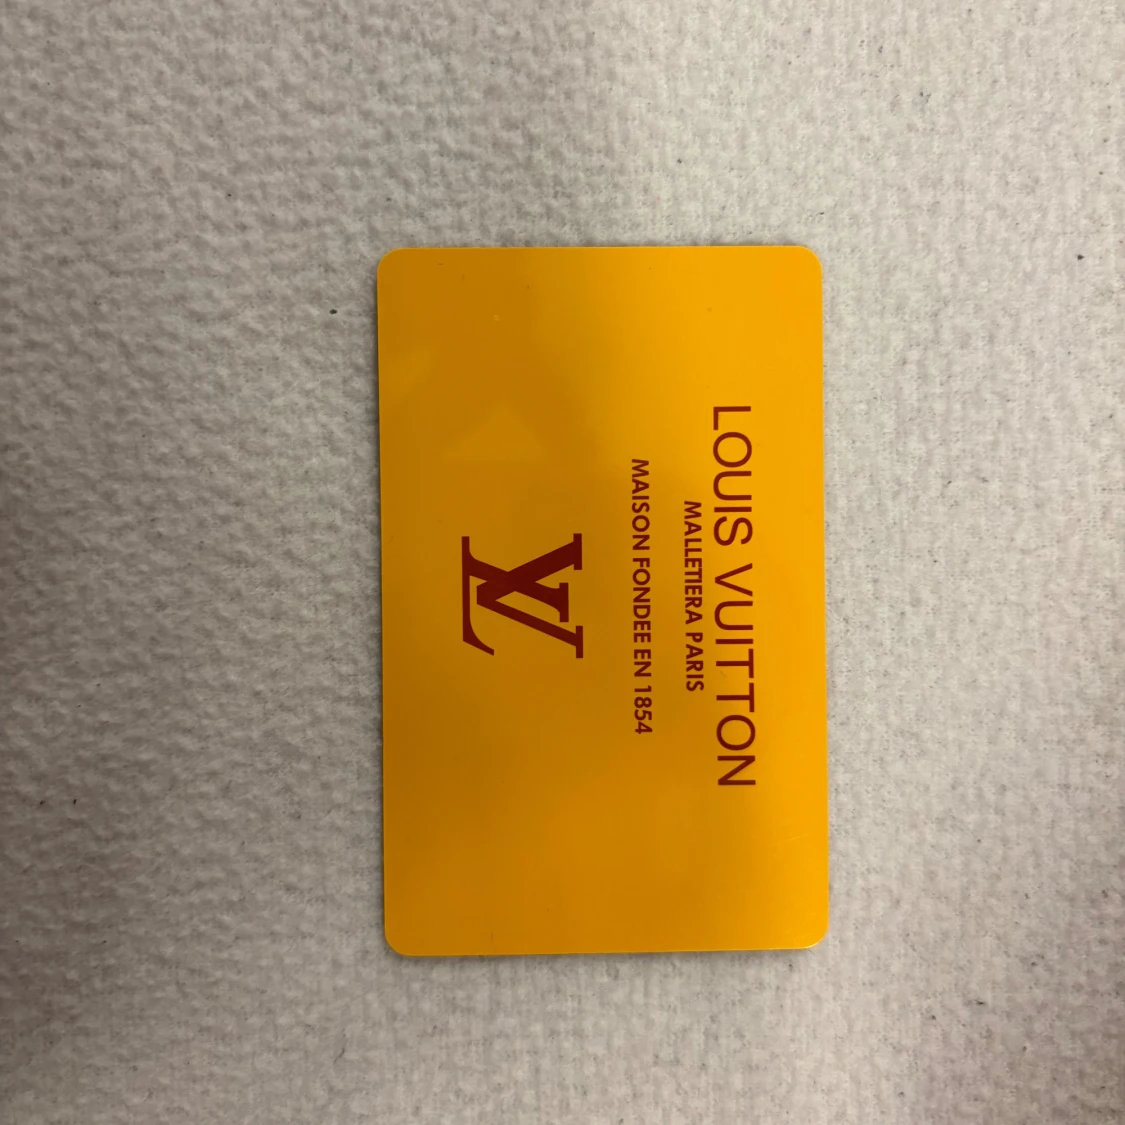 LOUIS VUITTON
MALLETIERA PARIS
MAISON FONDEE EN 1854
LV